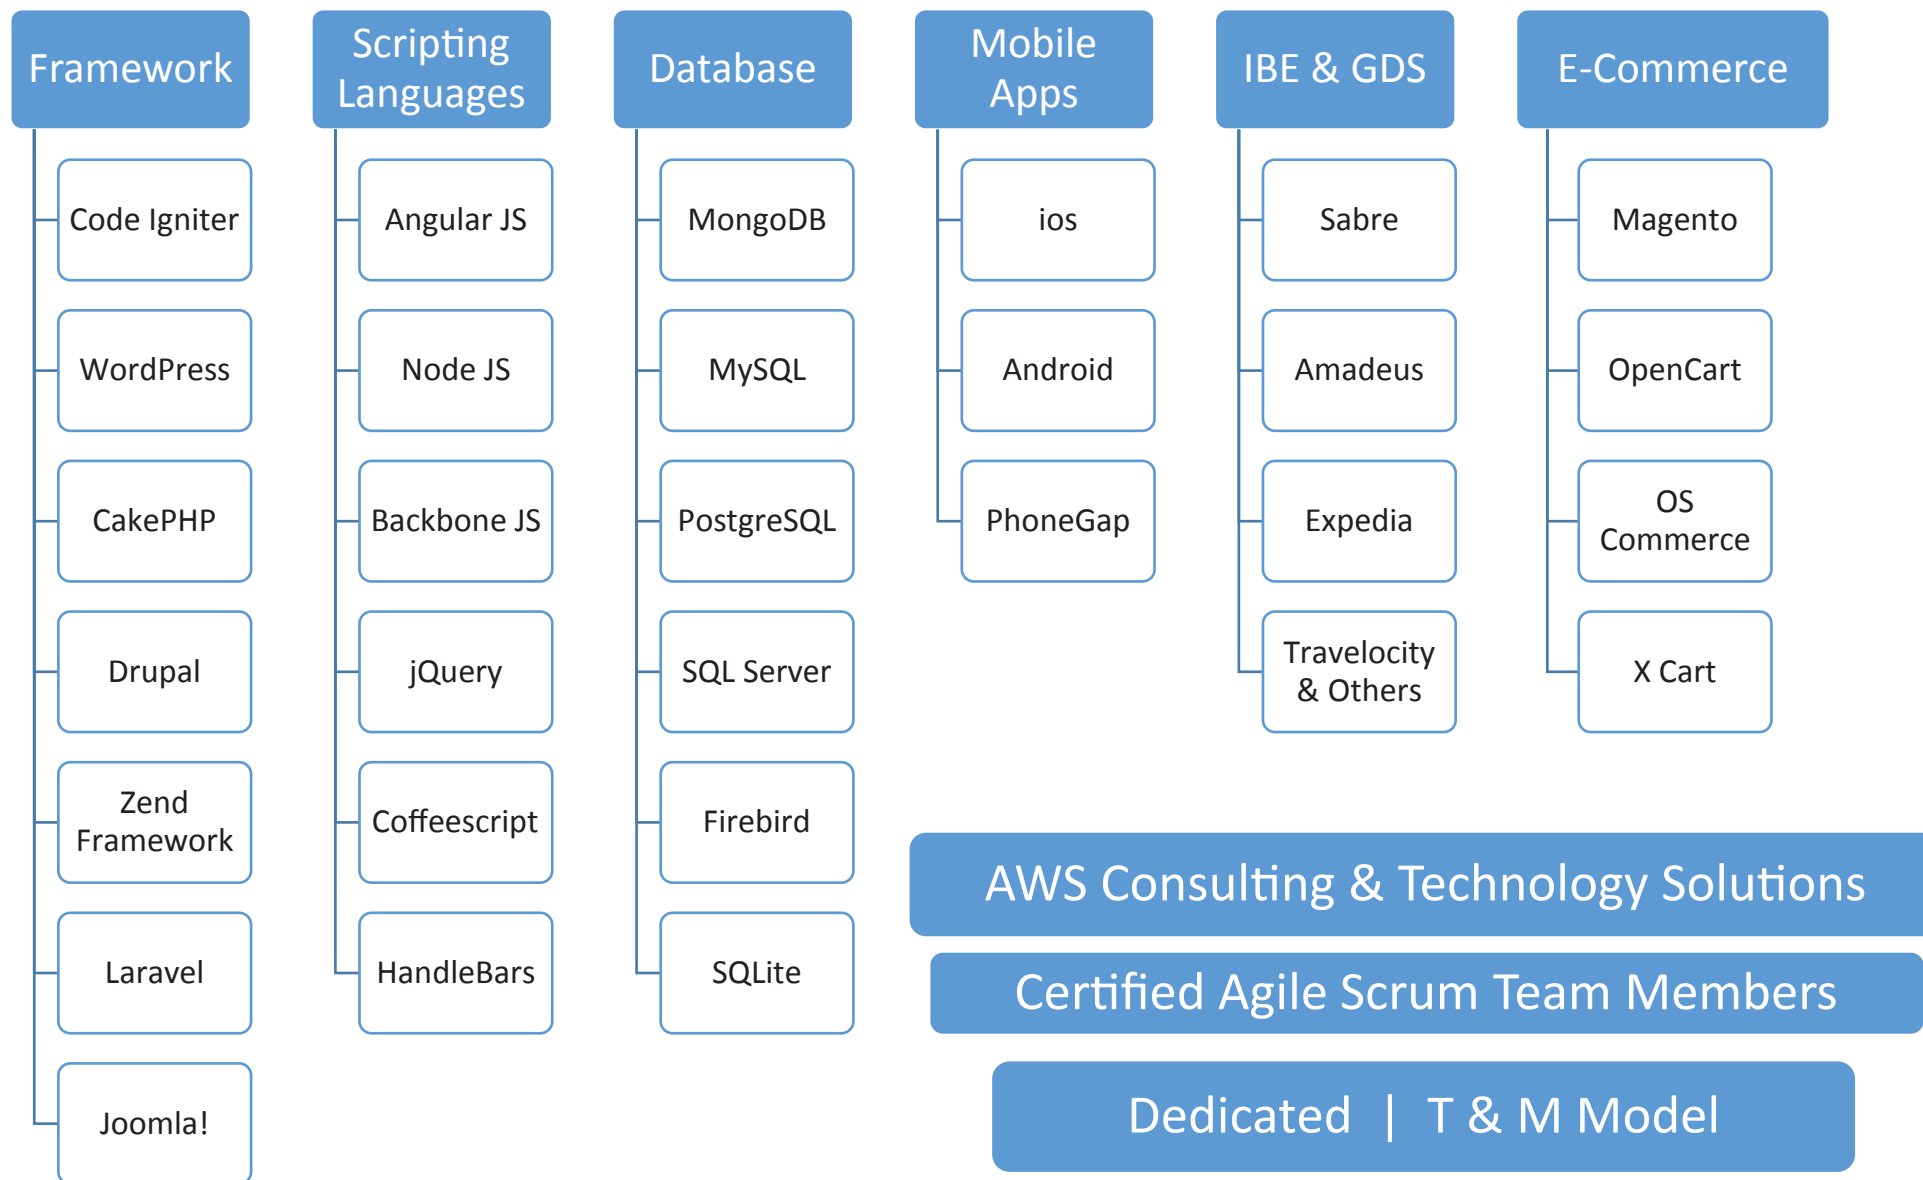 Framework
Code Igniter
WordPress
CakePHP
Drupal
Zend
Framework
Laravel
Joomla!
Scripting
Languages
Angular JS
Node JS
Backbone JS
jQuery
Coffeescript
HandleBars
Database
MongoDB
MySQL
PostgreSQL
SQL Server
Firebird
SQLite
Mobile
Apps
ios
Android
PhoneGap
IBE & GDS
Sabre
Amadeus
Expedia
Travelocity
& Others
E-Commerce
Magento
OpenCart
OS
Commerce
X Cart
AWS Consulting & Technology Solutions
Certified Agile Scrum Team Members
Dedicated | T & M Model